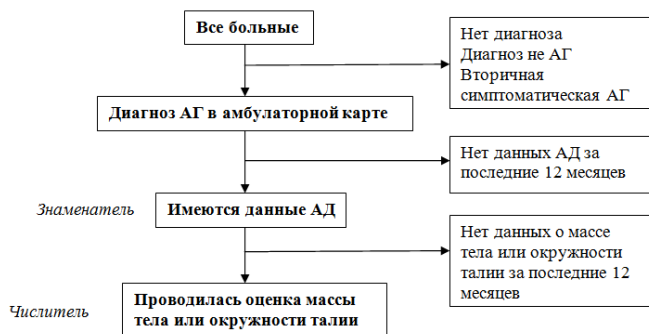 Все больные
Нет диагноза
Диагноз не АГ
Вторичная
симптоматическая АГ
Диагноз АГ в амбулаторной карте
Нет данных АД за
последние 12 месяцев
Знаменатель
Имеются данные АД
Нет данных о массе
тела или окружности
талии за последние 12
месяцев
Числитель
Проводилась оценка массы
тела или окружности талии